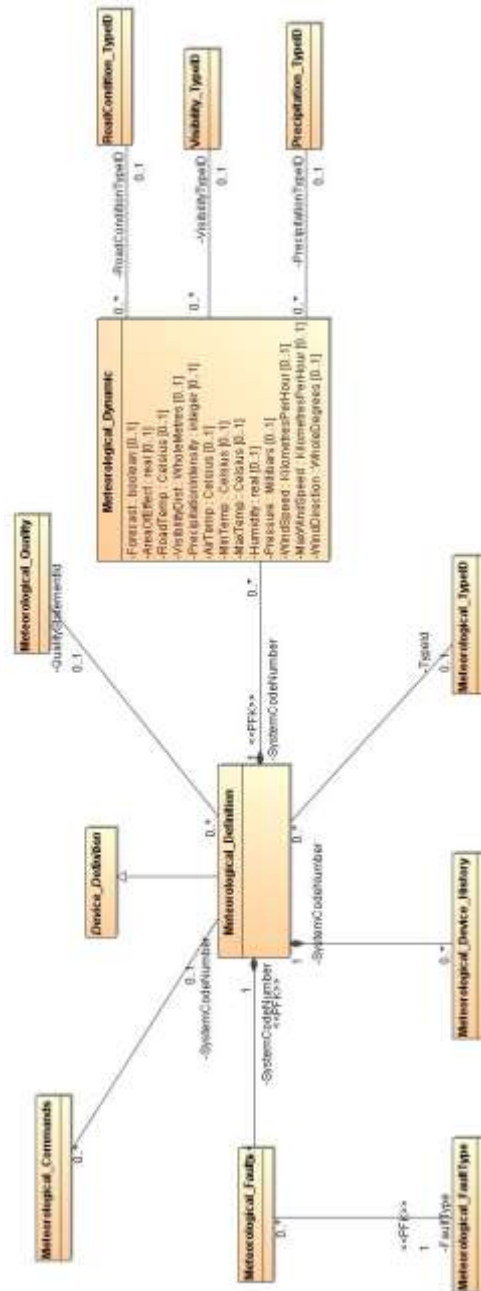 Meteorological_Commands
0..*
0..1
-SystemCodeNumber
Device_Definition
Meteorological_Quality
-QualityStatementId
0..1
0..*
Meteorological_Definition
Meteorological_Dynamic
-Forecast : boolean [0..1]
-AreaOfEffect : real [0..1]
-RoadTemp : Celsius [0..1]
-VisibilityDist : WholeMetres [0..1]
-PrecipitationIntensity : integer [0..1]
-AirTemp : Celsius [0..1]
-MinTemp : Celsius [0..1]
-MaxTemp : Celsius [0..1]
-Humidity : real [0..1]
-Pressure : Millibars [0..1]
-WindSpeed : KilometresPerHour [0..1]
-MaxWindSpeed : KilometresPerHour [0..1]
-WindDirection : WholeDegrees [0..1]
0..*
-RoadConditionTypeID
0..1
RoadCondition_TypeID
0..*
-VisibilityTypeID
0..1
Visibility_TypeID
0..*
-PrecipitationTypeID
0..1
Precipitation_TypeID
0..*
1
<<PFK>>
-SystemCodeNumber
Meteorological_Faults
1
-SystemCodeNumber
<<PFK>>
0..*
<<PFK>>
1
-FaultType
Meteorological_FaultType
1
-SystemCodeNumber
0..*
Meteorological_Device_History
0..*
-TypeId
0..1
Meteorological_TypeID